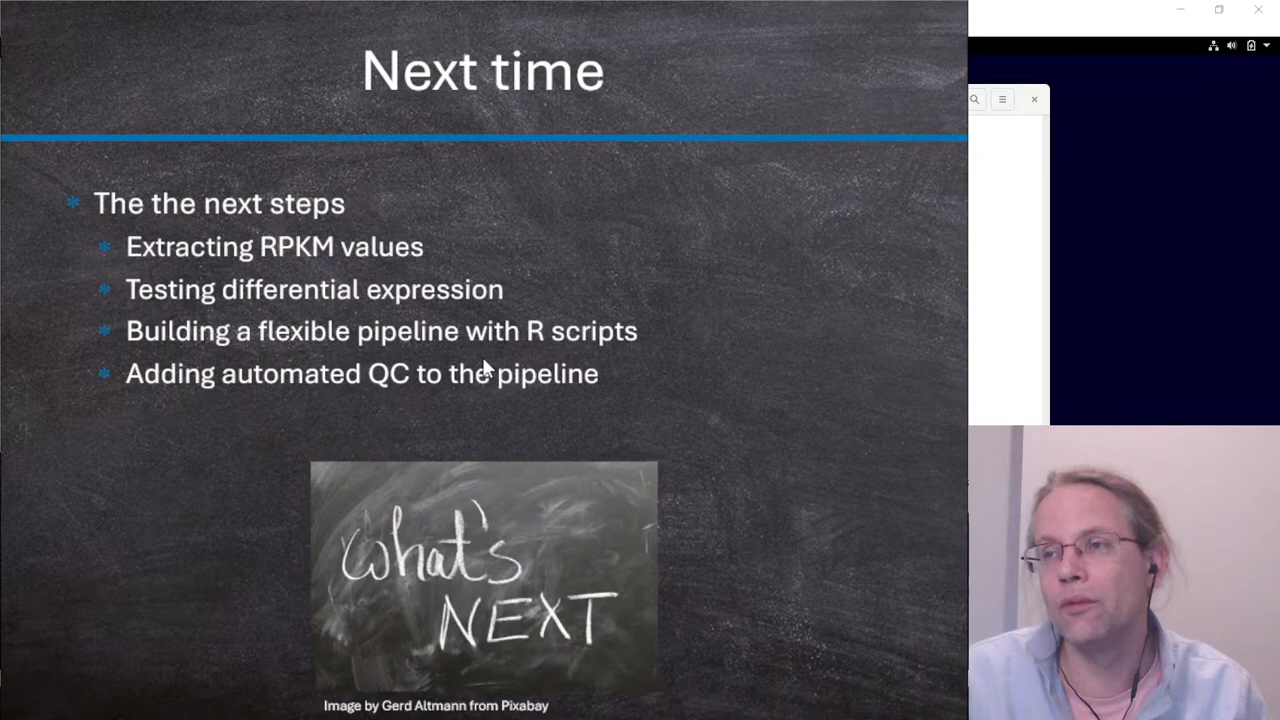 Next time
The the next steps
Extracting RPKM values
Testing differential expression
Building a flexible pipeline with R scripts
Adding automated QC to the pipeline
What's
NEXT
Image by Gerd Altmann from Pixabay